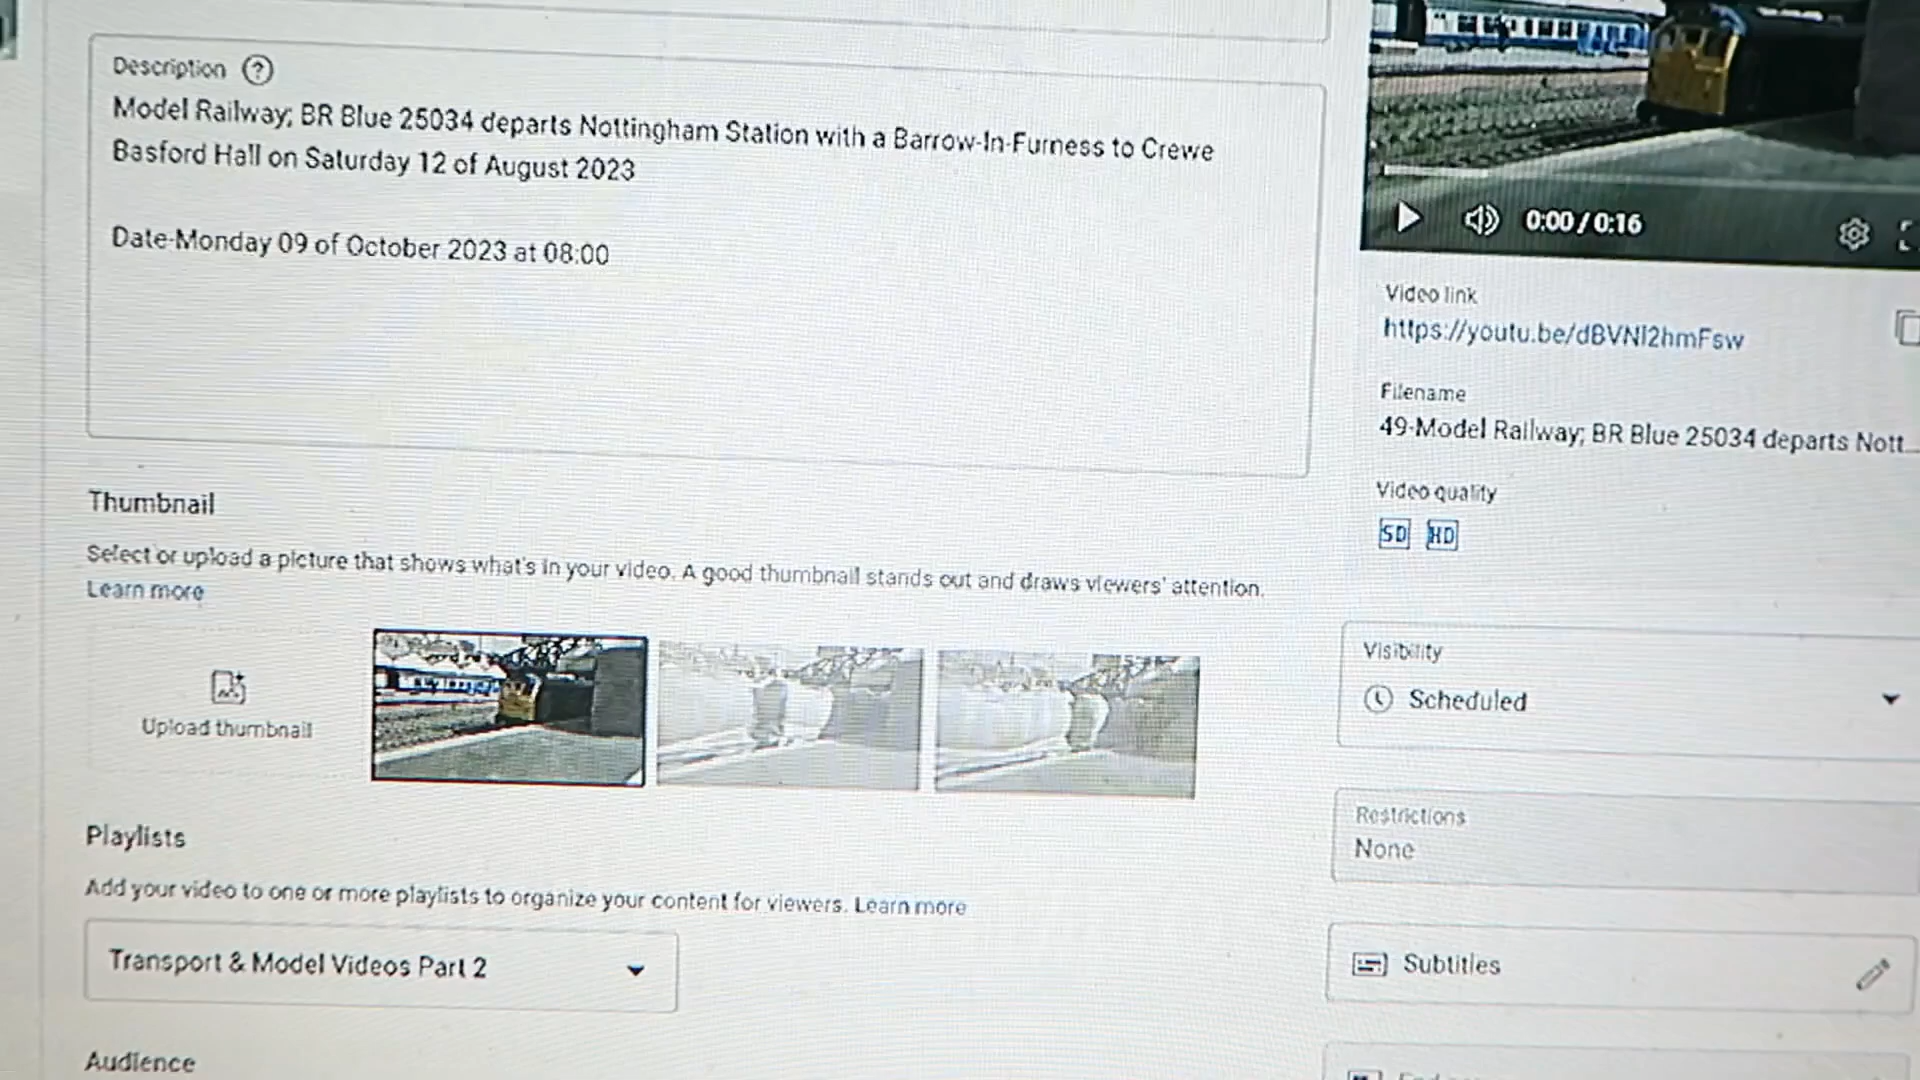 Description
Model Railway; BR Blue 25034 departs Nottingham Station with a Barrow-In-Furness to Crewe
Basford Hall on Saturday 12 of August 2023
Date-Monday 09 of October 2023 at 08:00
Thumbnail
Select or upload a picture that shows what's in your video. A good thumbnail stands out and draws viewers' attention.
Learn more
Upload thumbnail
Playlists
Add your video to one or more playlists to organize your content for viewers. Learn more
Transport & Model Videos Part 2
Audience
0:00 / 0:16
Video link
https://youtu.be/dBVNl2hmFsw
Filename
49-Model Railway; BR Blue 25034 departs Nott...
Video quality
SD HD
Visibility
Scheduled
Restrictions
None
Subtitles